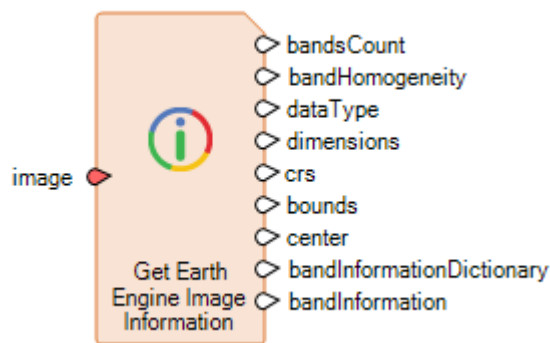 image
bandsCount
bandHomogeneity
dataType
dimensions
crs
bounds
center
bandInformationDictionary
bandInformation
Get Earth
Engine Image
Information